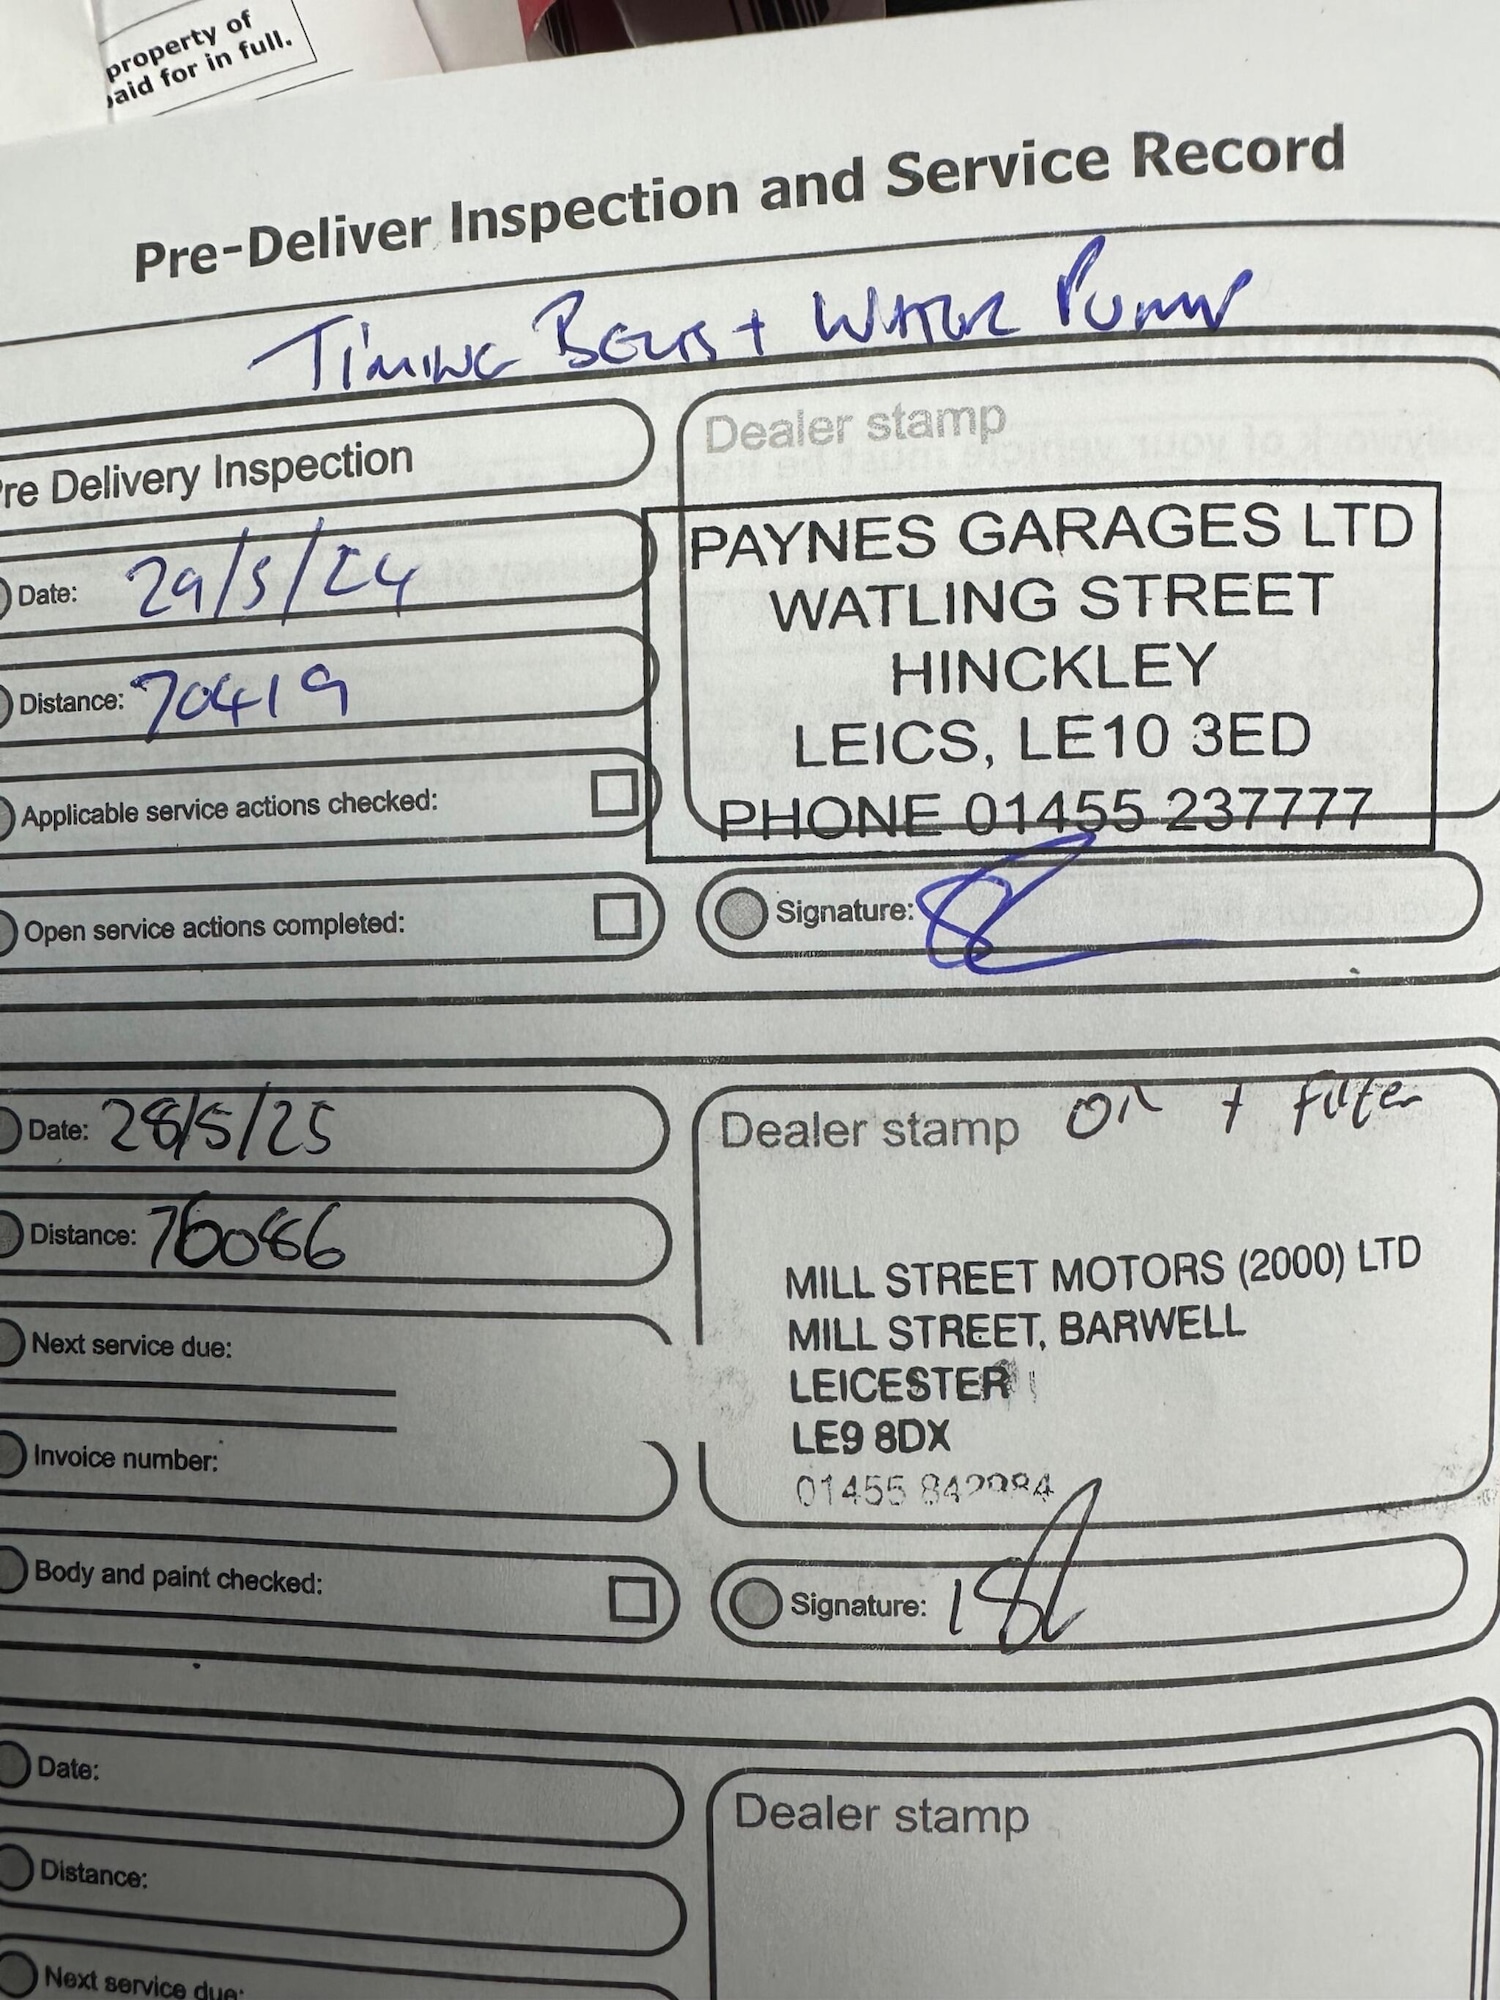 property of
paid for in full.
Pre-Deliver Inspection and Service Record
TIMING BELTS + WATER PUMP
Pre Delivery Inspection
Dealer stamp
PAYNES GARAGES LTD
WATLING STREET
HINCKLEY
LEICS, LE10 3ED
PHONE 01455 237777
Date: 29/5/24
Distance: 70419
Applicable service actions checked:
Open service actions completed:
Signature:
Date: 28/5/25
Dealer stamp oil + filter
Distance: 76086
MILL STREET MOTORS (2000) LTD
MILL STREET, BARWELL
LEICESTER
LE9 8DX
01455 842984
Next service due:
Invoice number:
Body and paint checked:
Signature:
Date:
Dealer stamp
Distance:
Next service due: